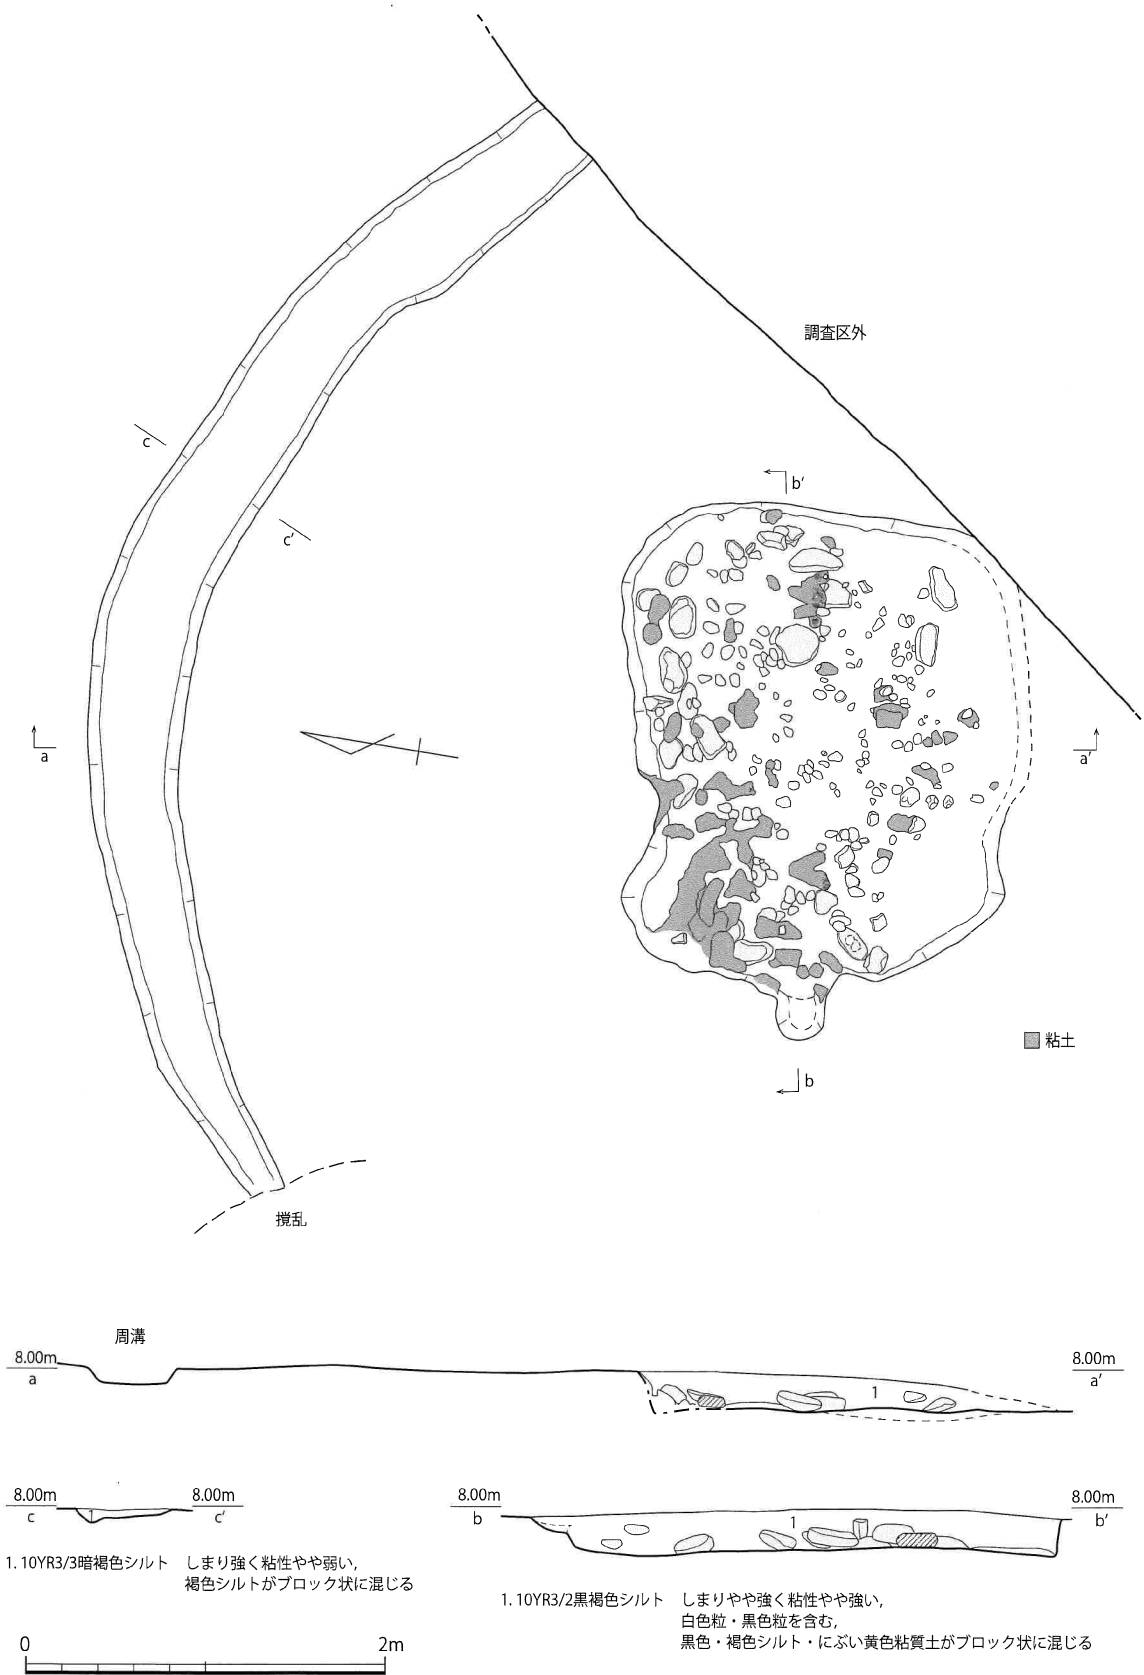 調査区外
c
c′
b′
a
a′
粘土
b
撹乱
周溝
8.00m
a
8.00m
a′
8.00m
c
8.00m
c′
8.00m
b
8.00m
b′
1
1
1
1. 10YR3/3暗褐色シルト しまり強く粘性やや弱い,
褐色シルトがブロック状に混じる
1. 10YR3/2黒褐色シルト しまりやや強く粘性やや強い,
白色粒・黒色粒を含む,
黒色・褐色シルト・にぶい黄色粘質土がブロック状に混じる
0 2m